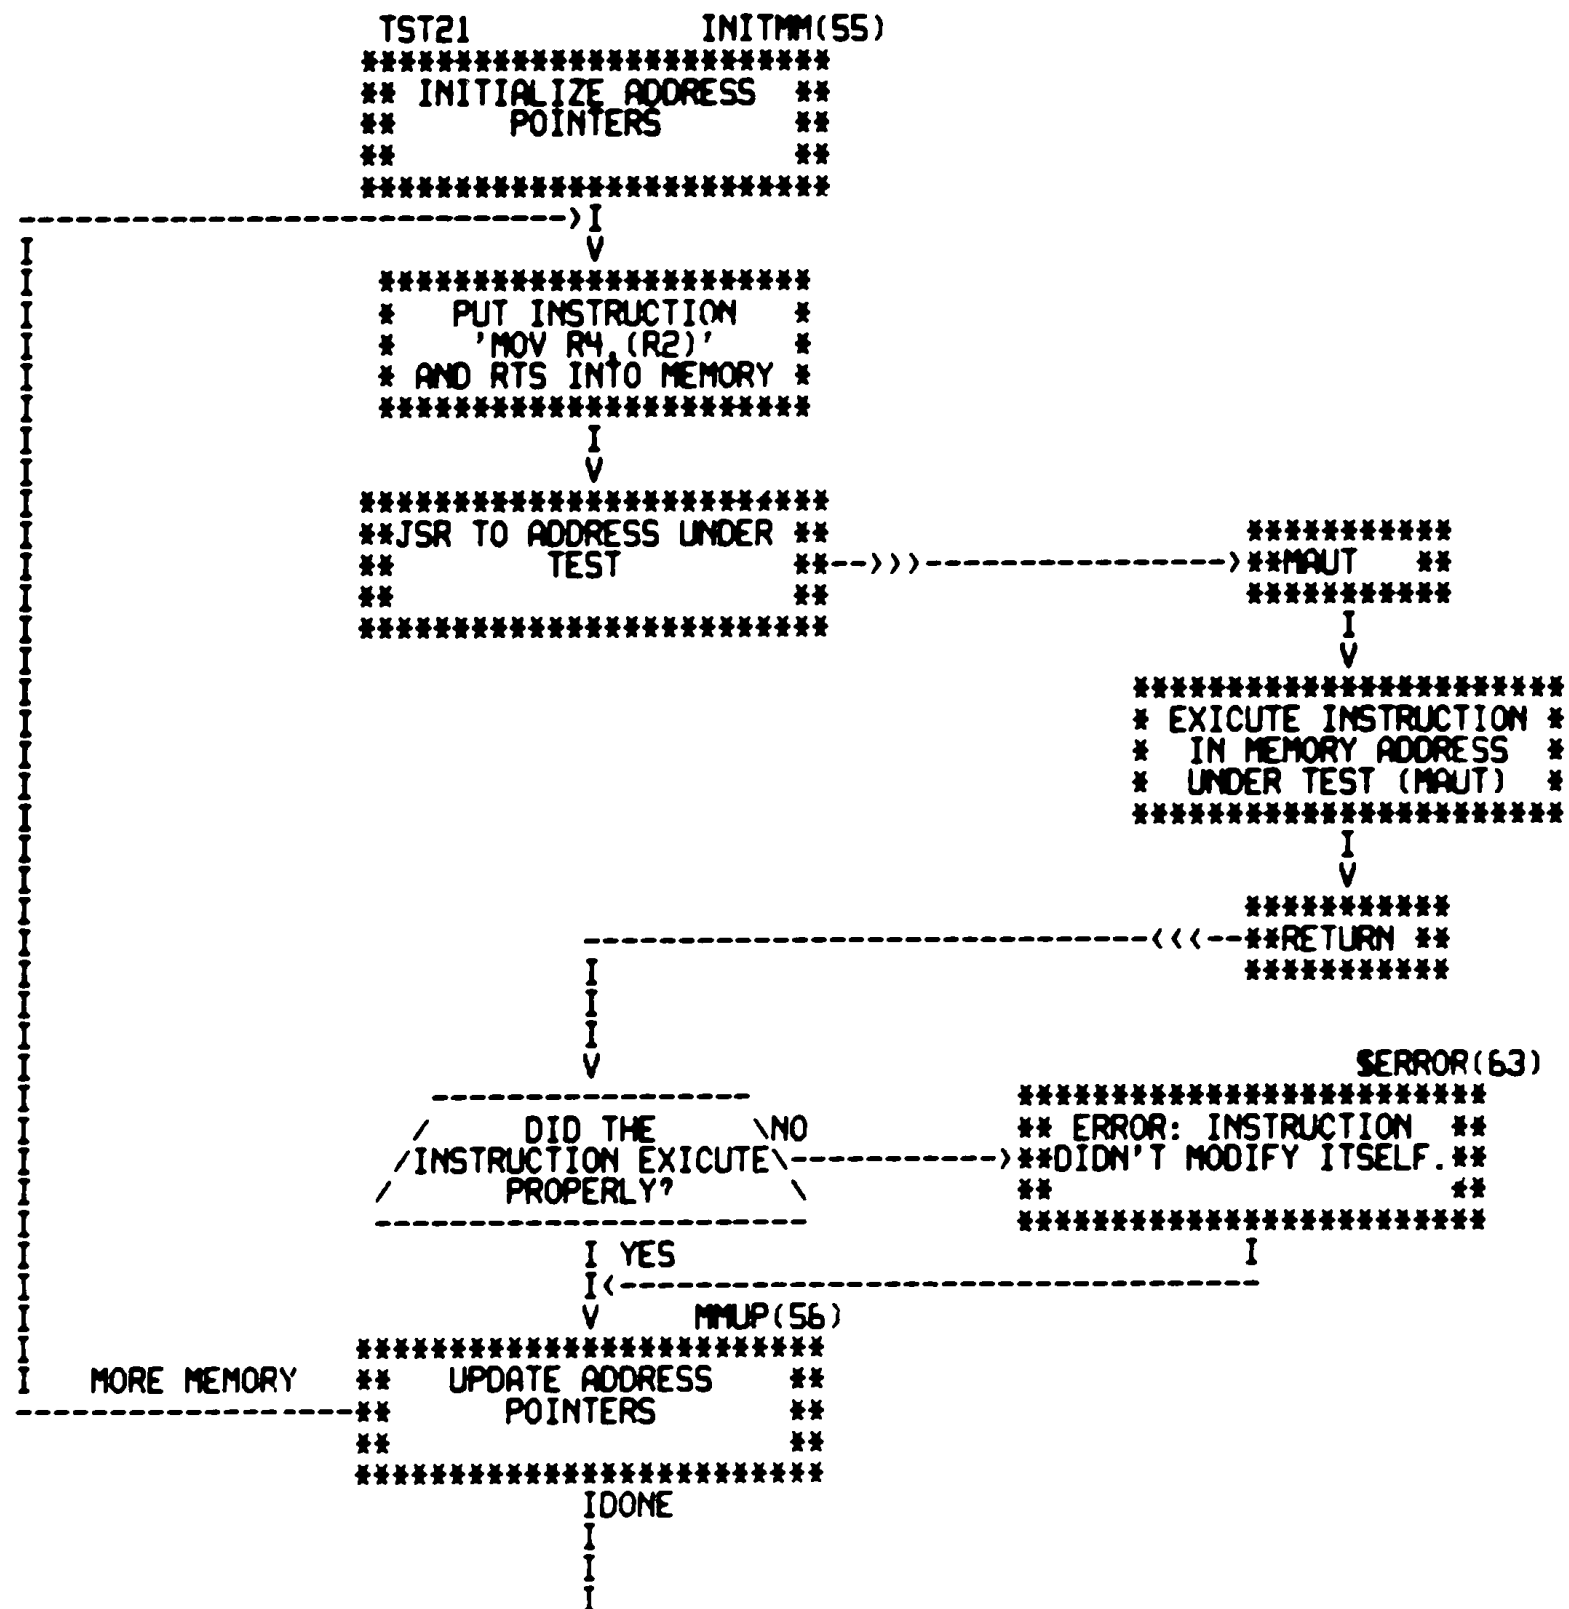 TST21 INITMM(55)
************************
** INITIALIZE ADDRESS **
** POINTERS **
** **
************************
------------------------------>I
V
***********************
* PUT INSTRUCTION *
* 'MOV R4,(R2)' *
* AND RTS INTO MEMORY *
***********************
I
V
*************************
**JSR TO ADDRESS UNDER **
** TEST **-->>>---------------->**MAUT **
** **
*************************
***********
***********
I
V
***********************
* EXICUTE INSTRUCTION *
* IN MEMORY ADDRESS *
* UNDER TEST (MAUT) *
***********************
I
V
***********
------------------------------<<<--**RETURN **
***********
I
I
I
V
$ERROR(63)
-----------------
/ DID THE \NO
/INSTRUCTION EXICUTE\------------>
/ PROPERLY? \
-----------------------
*************************
** ERROR: INSTRUCTION **
**DIDN'T MODIFY ITSELF.**
** **
*************************
I YES I
I<----------------------------------
V MMUP(56)
*************************
I MORE MEMORY ** UPDATE ADDRESS **
------------------** POINTERS **
** **
*************************
IDONE
I
I
I